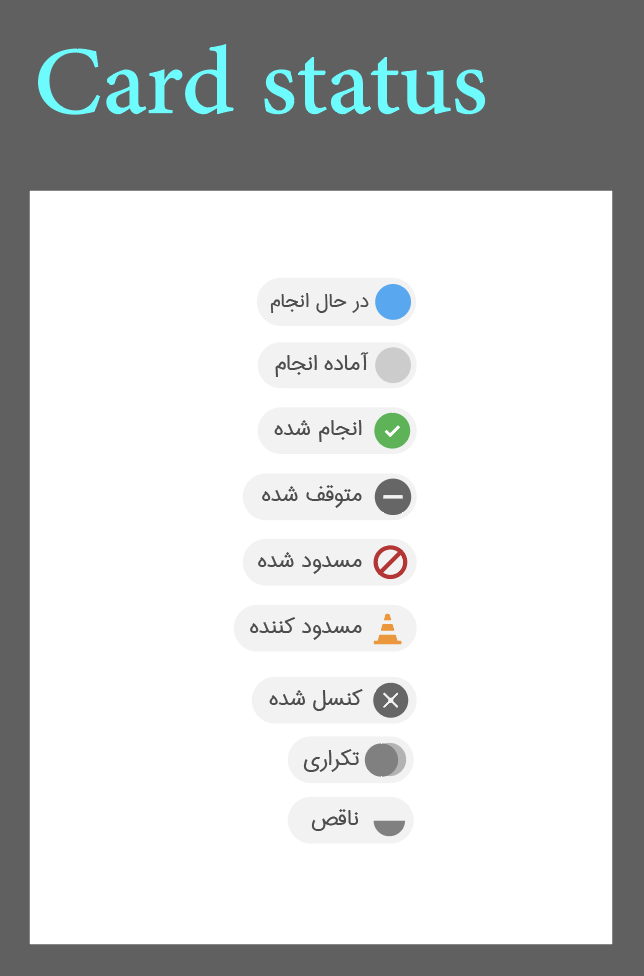 Card status
در حال انجام
آماده انجام
انجام شده
متوقف شده
مسدود شده
مسدود کننده
کنسل شده
تکراری
ناقص